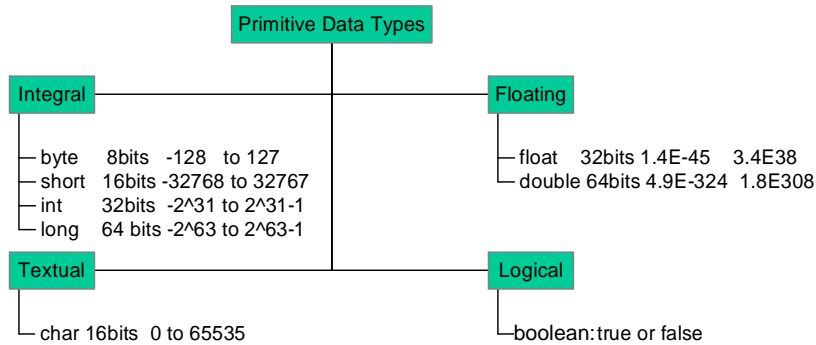 Primitive Data Types
Integral
byte 8bits -128 to 127
short 16bits -32768 to 32767
int 32bits -2^31 to 2^31-1
long 64 bits -2^63 to 2^63-1
Floating
float 32bits 1.4E-45 3.4E38
double 64bits 4.9E-324 1.8E308
Textual
char 16bits 0 to 65535
Logical
boolean: true or false